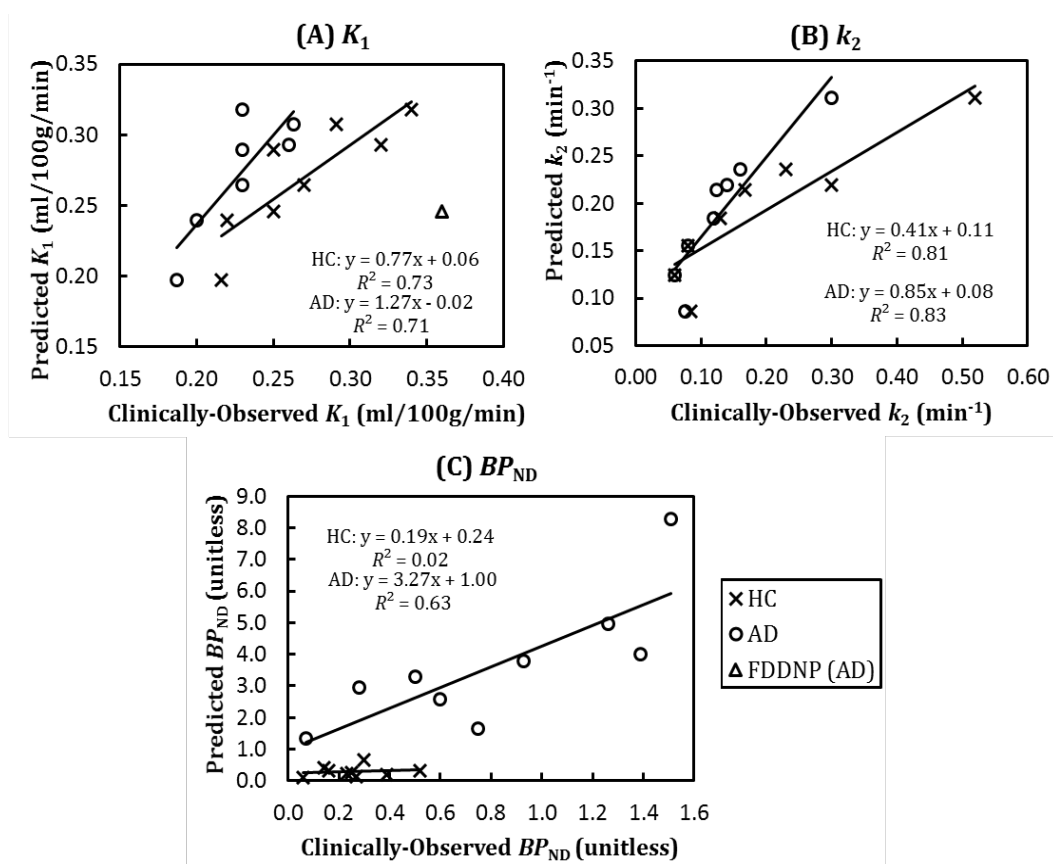 (A) K₁
Predicted K₁ (ml/100g/min)
0.35
0.30
0.25
0.20
0.15
HC: y = 0.77x + 0.06
R² = 0.73
AD: y = 1.27x - 0.02
R² = 0.71
0.15 0.20 0.25 0.30 0.35 0.40
Clinically-Observed K₁ (ml/100g/min)
(B) k₂
Predicted k₂ (min⁻¹)
0.35
0.30
0.25
0.20
0.15
0.10
0.05
HC: y = 0.41x + 0.11
R² = 0.81
AD: y = 0.85x + 0.08
R² = 0.83
0.00 0.10 0.20 0.30 0.40 0.50 0.60
Clinically-Observed k₂ (min⁻¹)
(C) BP_ND
Predicted BP_ND (unitless)
9.0
8.0
7.0
6.0
5.0
4.0
3.0
2.0
1.0
0.0
HC: y = 0.19x + 0.24
R² = 0.02
AD: y = 3.27x + 1.00
R² = 0.63
0.0 0.2 0.4 0.6 0.8 1.0 1.2 1.4 1.6
Clinically-Observed BP_ND (unitless)
HC
AD
FDDNP (AD)